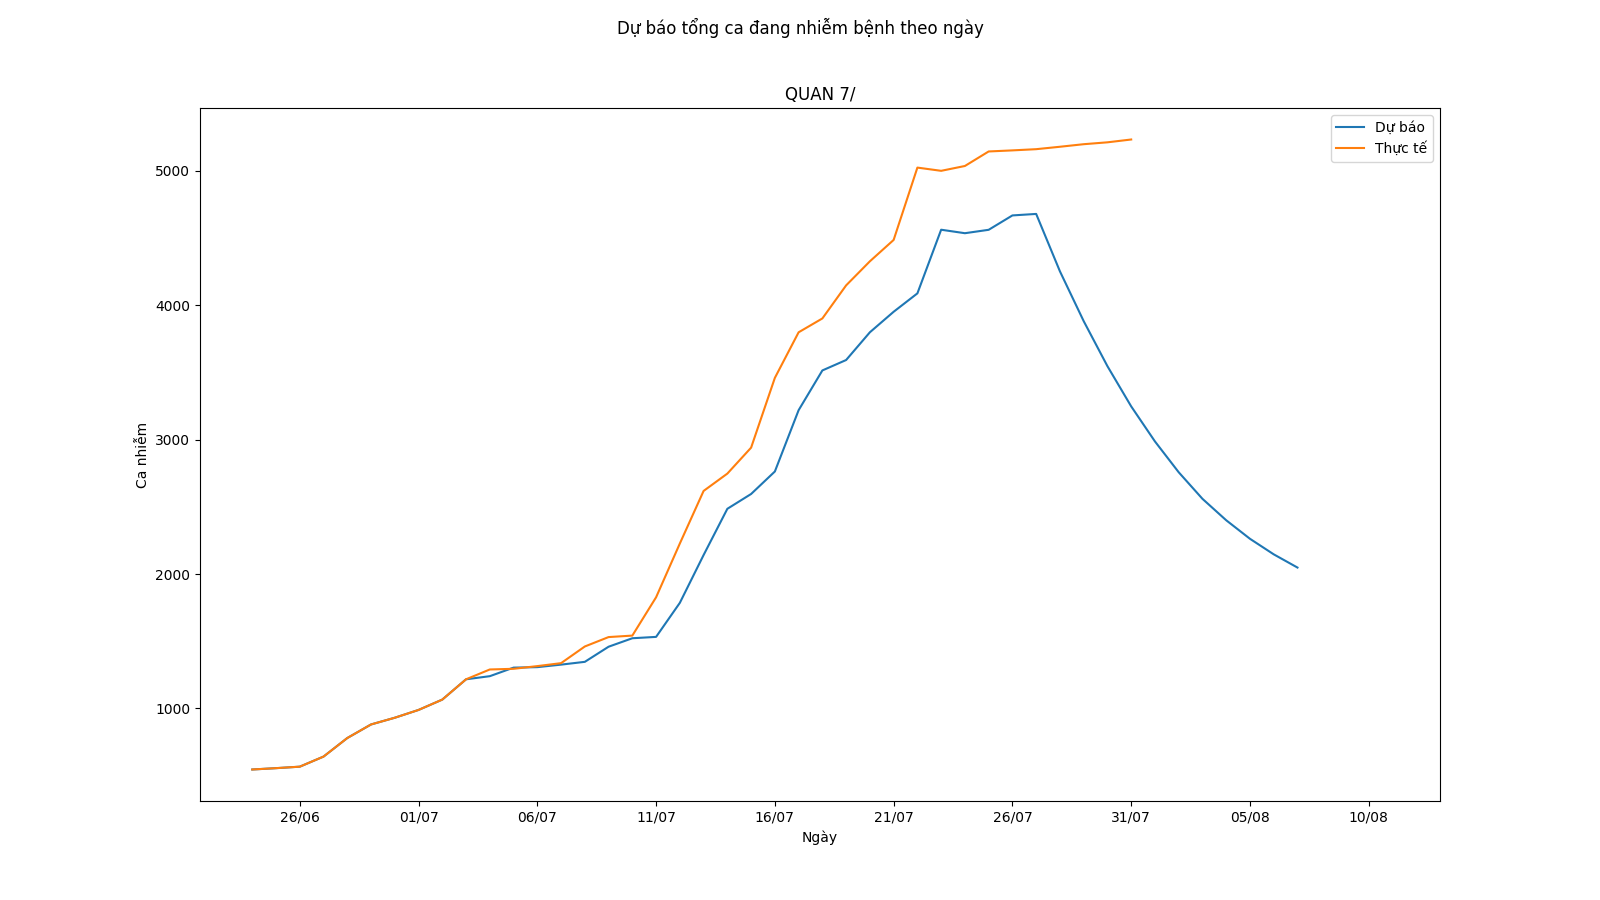 Dự báo tổng ca đang nhiễm bệnh theo ngày
QUAN 7/
Dự báo
Thực tế
5000
4000
3000
2000
1000
Ca nhiễm
26/06 01/07 06/07 11/07 16/07 21/07 26/07 31/07 05/08 10/08
Ngày